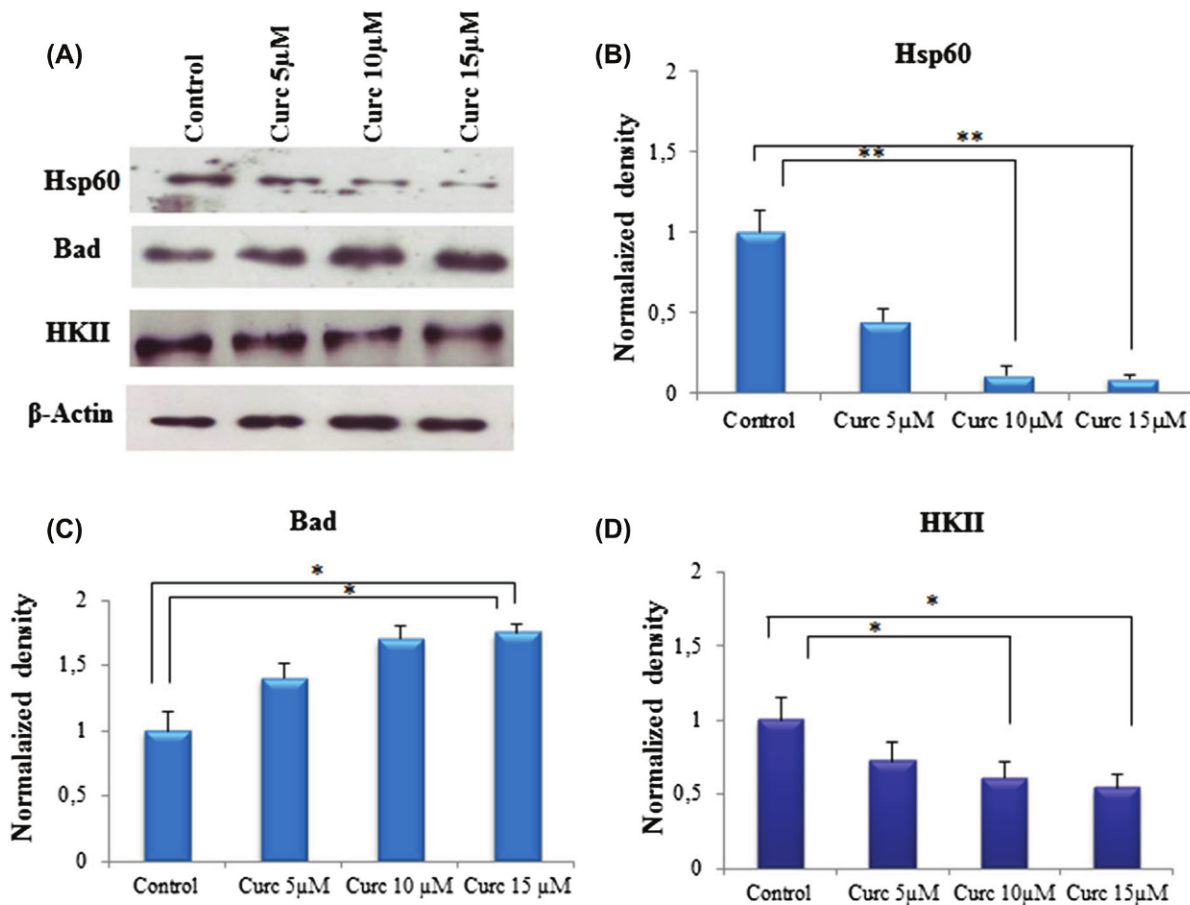 (A)
Control
Curc 5µM
Curc 10µM
Curc 15µM
Hsp60
Bad
HKII
β-Actin
(B)
Hsp60
Normalaized density
2
1,5
1
0,5
0
**
**
Control
Curc 5µM
Curc 10µM
Curc 15µM
(C)
Bad
Normalaized density
2
1,5
1
0,5
0
*
*
Control
Curc 5µM
Curc 10 µM
Curc 15 µM
(D)
HKII
Normalized density
2
1,5
1
0,5
0
*
*
Control
Curc 5µM
Curc 10µM
Curc 15µM